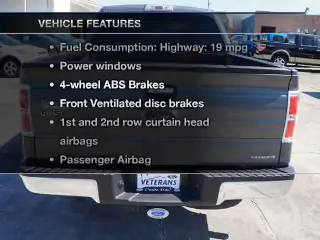 VEHICLE FEATURES
• Fuel Consumption: Highway: 19 mpg
• Power windows
• 4-wheel ABS Brakes
• Front Ventilated disc brakes
• 1st and 2nd row curtain head
airbags
• Passenger Airbag
VETERANS